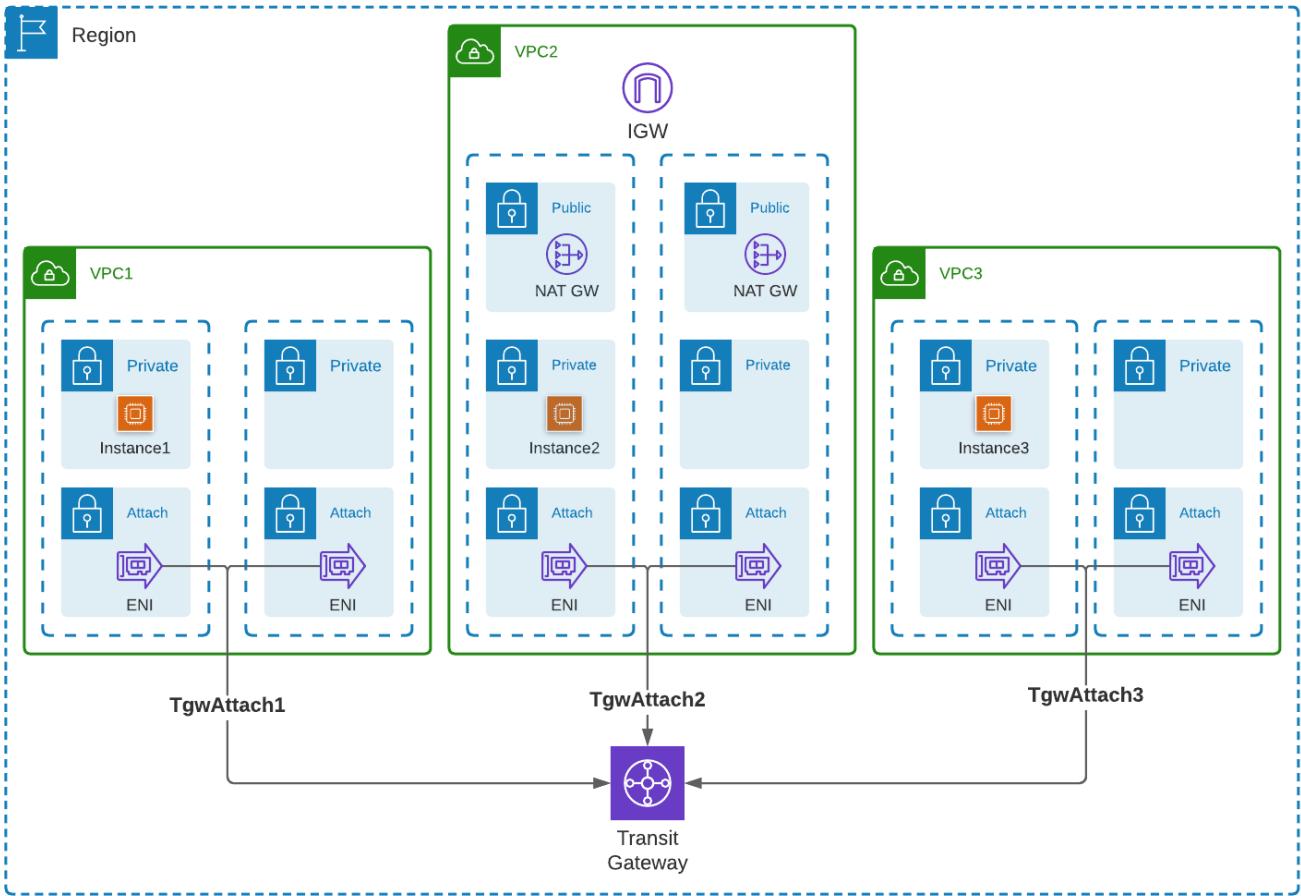 Region
VPC2
IGW
Public
Public
NAT GW
NAT GW
VPC1
VPC3
Private
Private
Private
Private
Private
Private
Instance1
Instance2
Instance3
Attach
Attach
Attach
Attach
Attach
Attach
ENI
ENI
ENI
ENI
ENI
ENI
TgwAttach1
TgwAttach2
TgwAttach3
Transit
Gateway